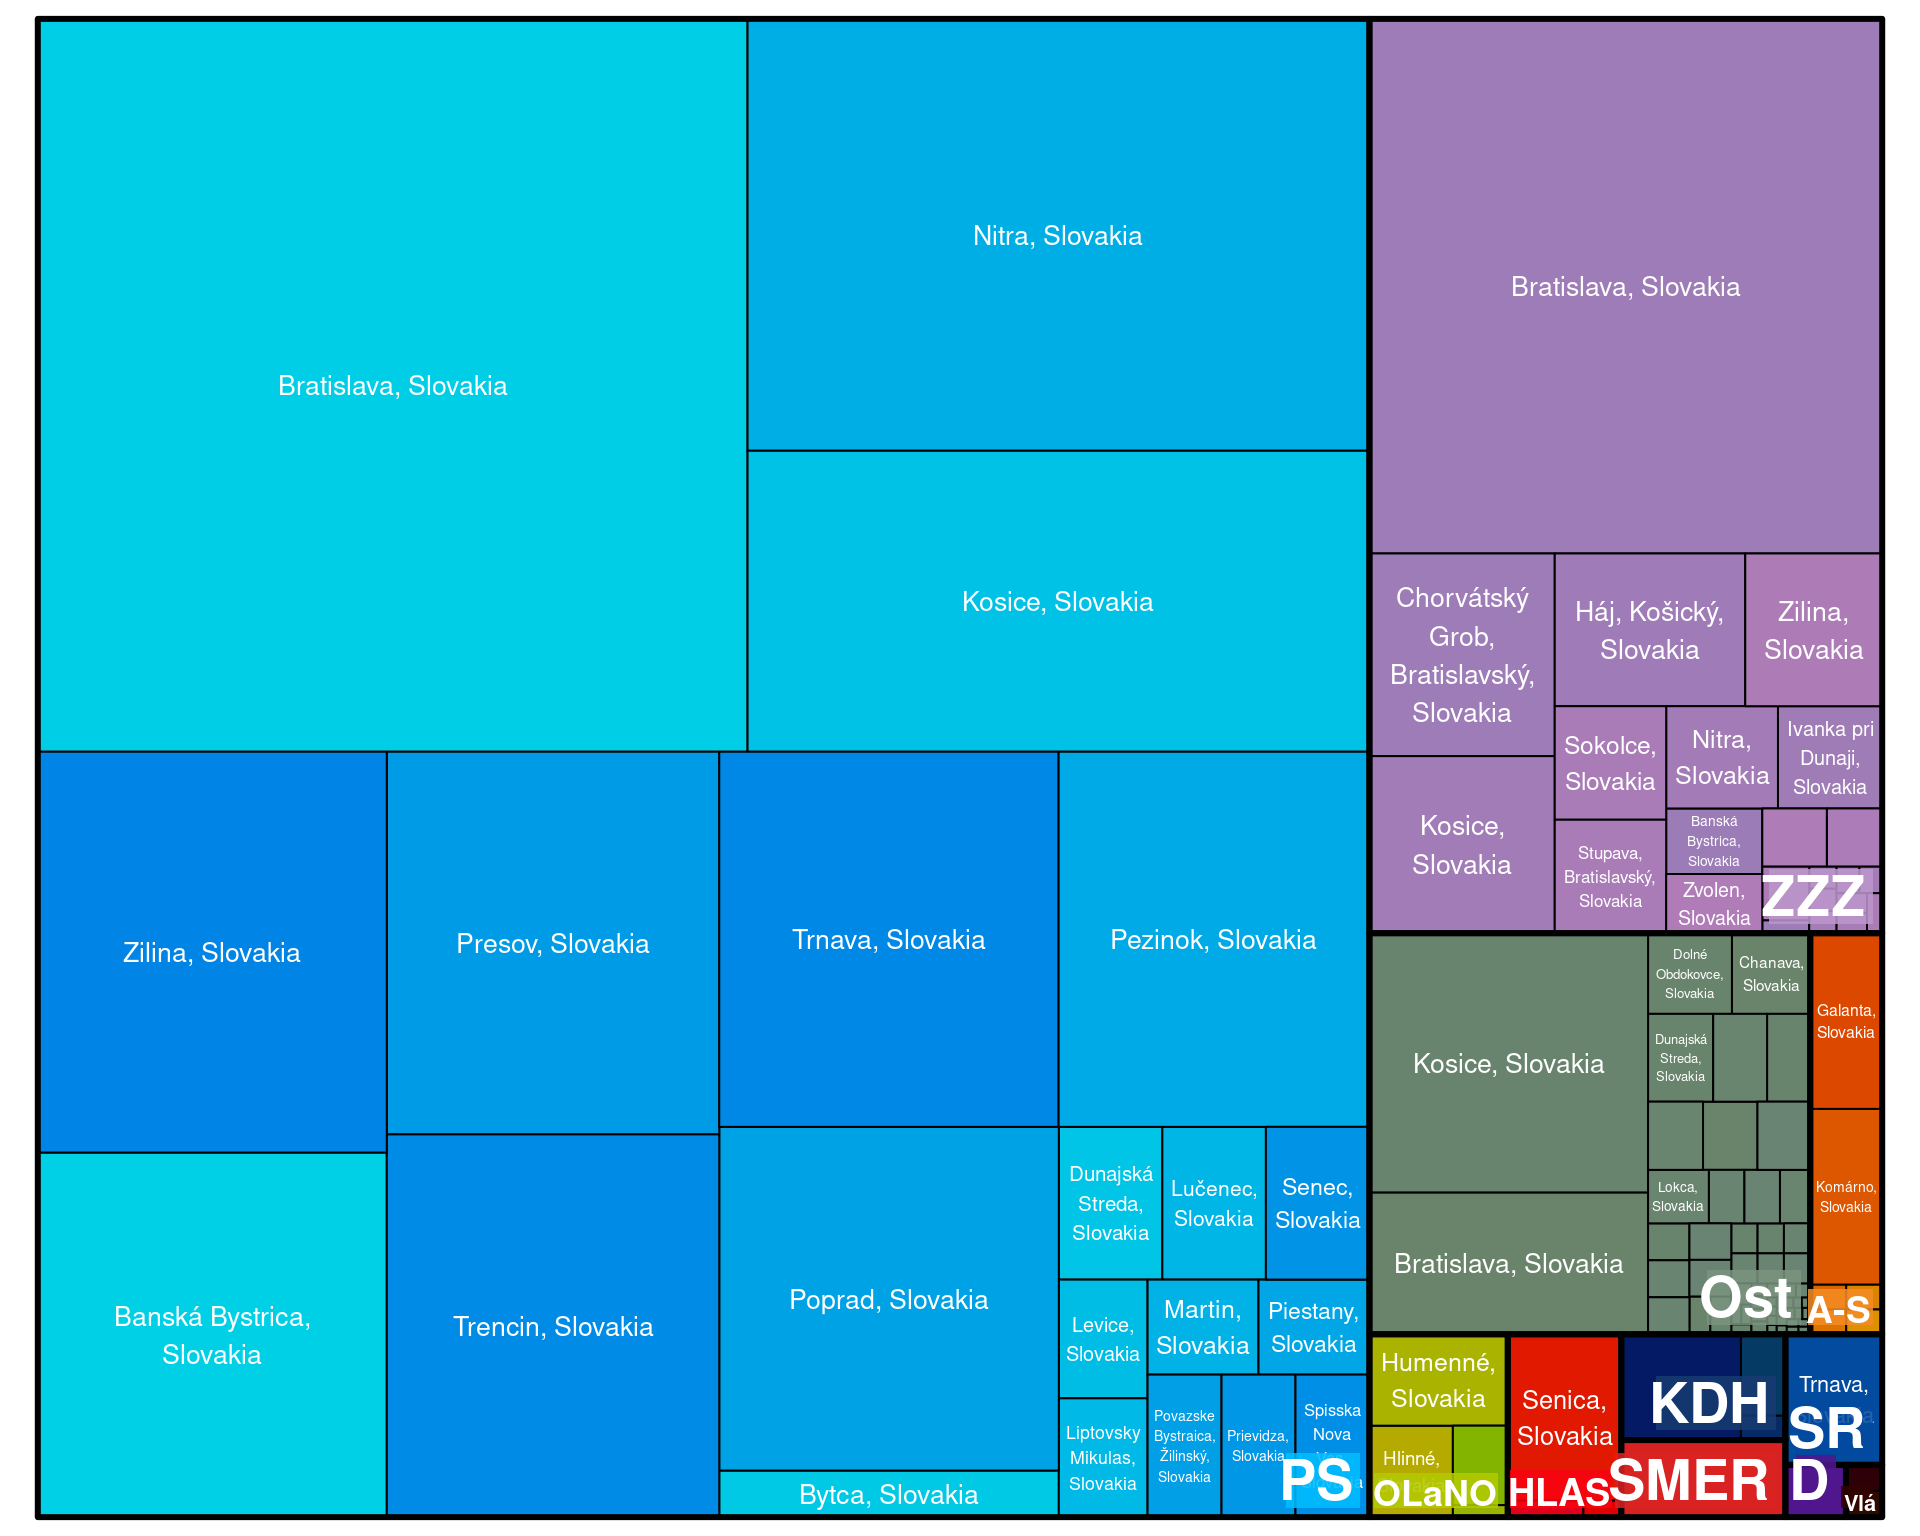 Bratislava, Slovakia
Nitra, Slovakia
Kosice, Slovakia
Zilina, Slovakia
Presov, Slovakia
Trnava, Slovakia
Pezinok, Slovakia
Banská Bystrica,
Slovakia
Trencin, Slovakia
Poprad, Slovakia
Bytca, Slovakia
Dunajská
Streda,
Slovakia
Lučenec,
Slovakia
Senec,
Slovakia
Levice,
Slovakia
Martin,
Slovakia
Piestany,
Slovakia
Liptovsky
Mikulas,
Slovakia
Povazske
Bystraica,
Žilinský,
Slovakia
Prievidza,
Slovakia
Spisska
Nova
PS
Bratislava, Slovakia
Chorvátský
Grob,
Bratislavský,
Slovakia
Háj, Košický,
Slovakia
Zilina,
Slovakia
Kosice,
Slovakia
Sokolce,
Slovakia
Nitra,
Slovakia
Ivanka pri
Dunaji,
Slovakia
Stupava,
Bratislavský,
Slovakia
Banská
Bystrica,
Slovakia
Zvolen,
Slovakia
ZZZ
Kosice, Slovakia
Bratislava, Slovakia
Dolné
Obdokovce,
Slovakia
Chanava,
Slovakia
Dunajská
Streda,
Slovakia
Lokca,
Slovakia
Ost
Galanta,
Slovakia
Komárno,
Slovakia
A-S
Humenné,
Slovakia
Hlinné,
OLaNO
Senica,
Slovakia
HLAS
KDH
SMER
Trnava,
SR
D
Vlá